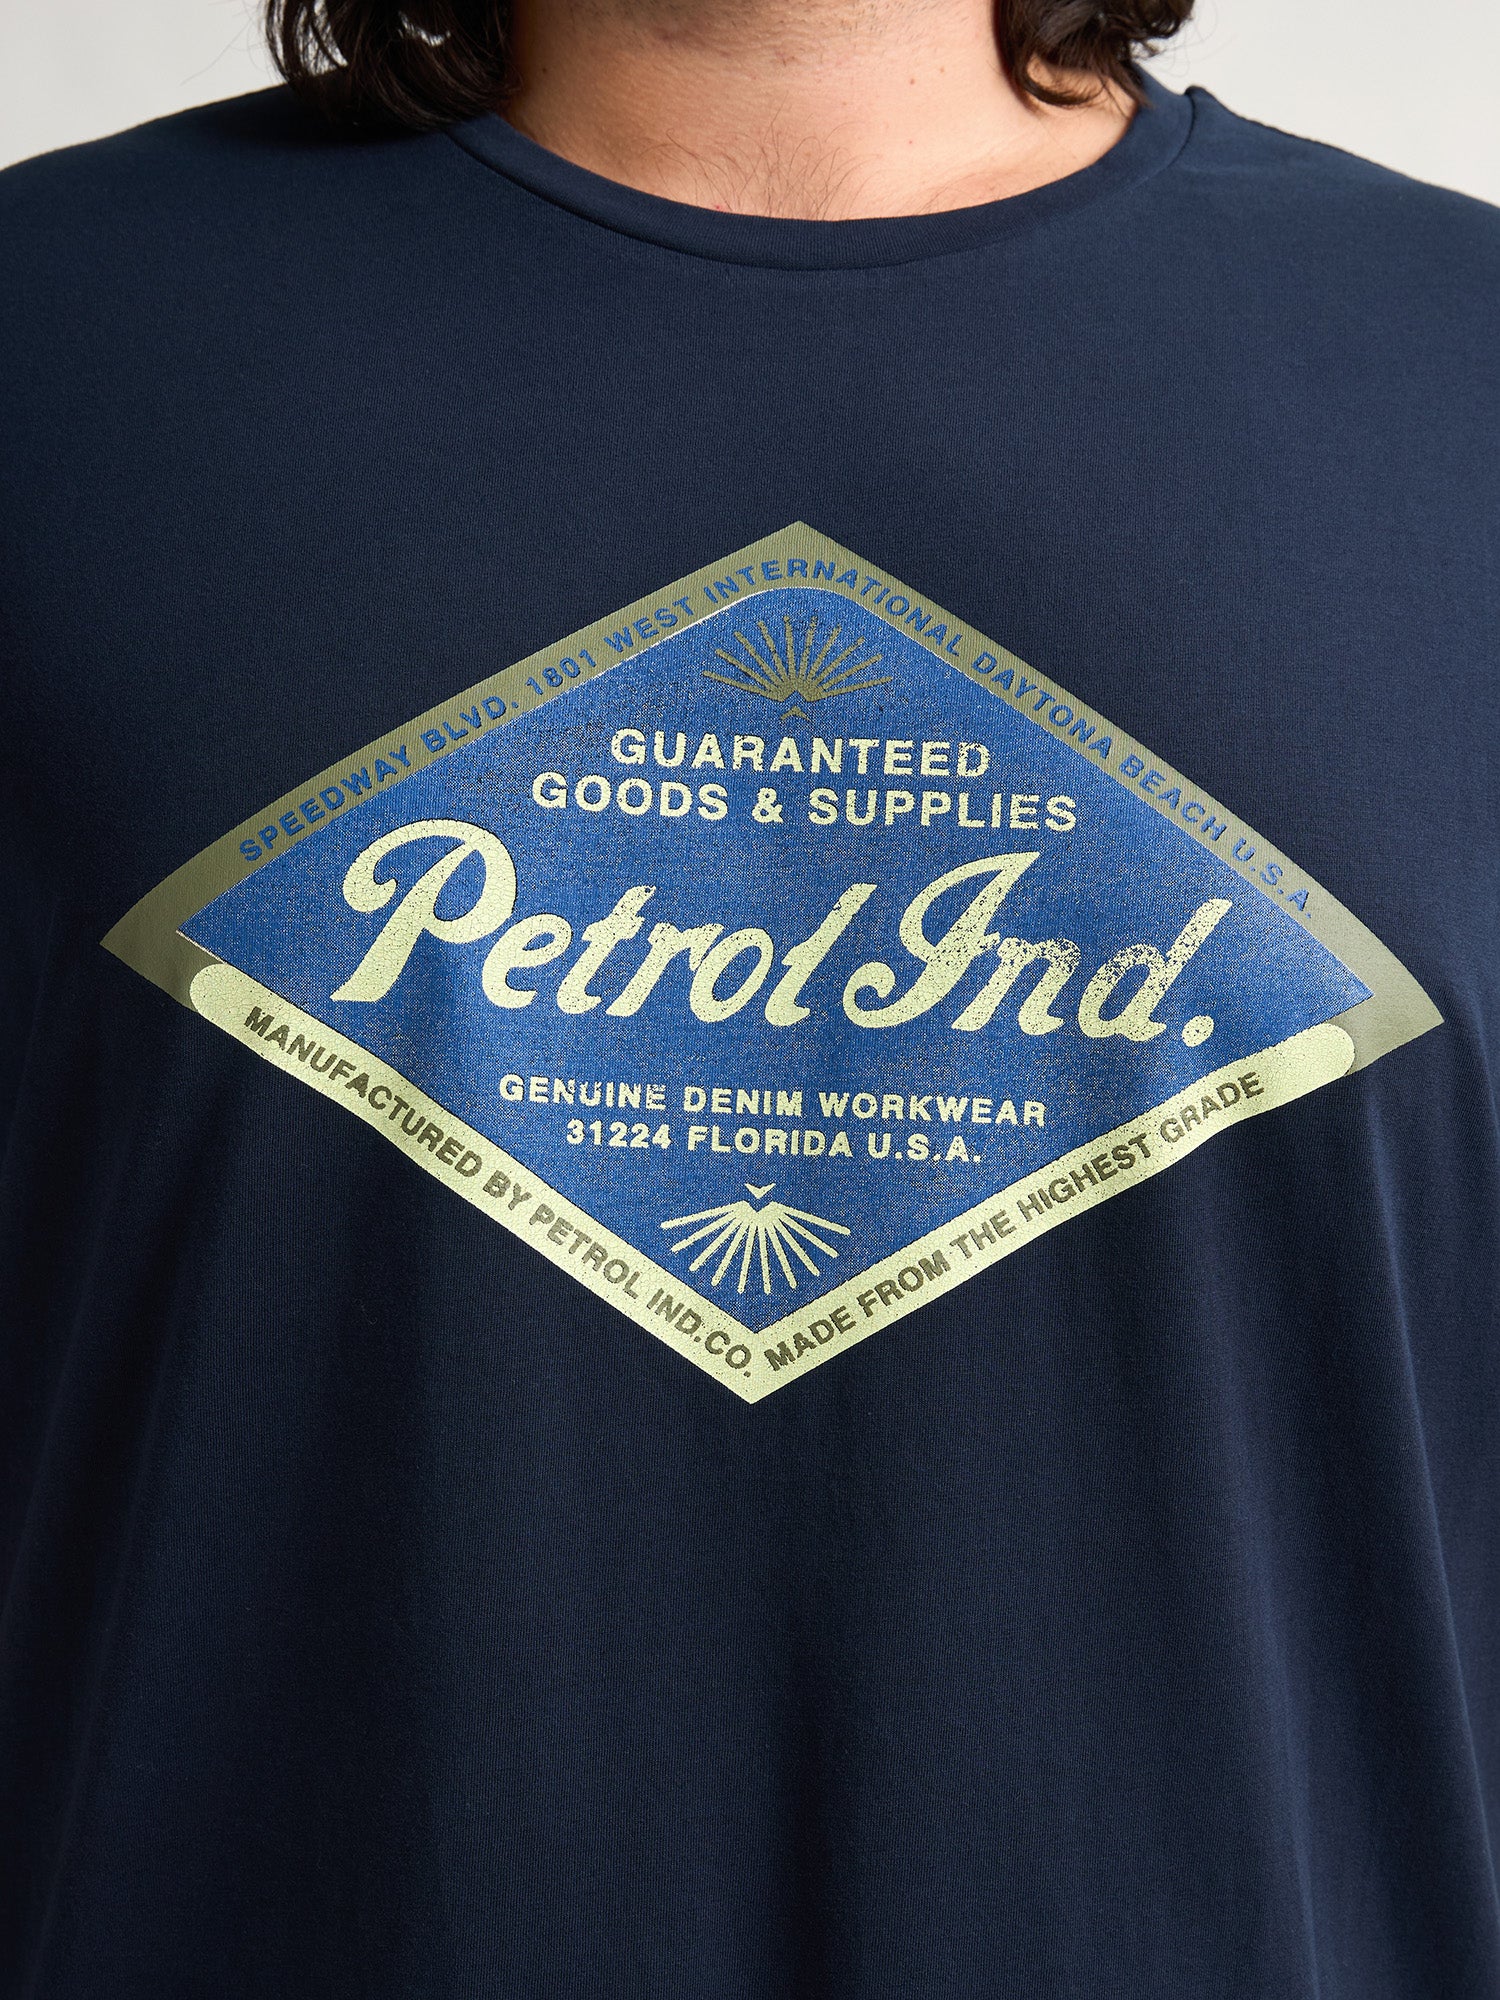 SPEEDWAY BLVD. 1801 WEST INTERNATIONAL DAYTONA BEACH U.S.A.
GUARANTEED
GOODS & SUPPLIES
Petrol Ind.
GENUINE DENIM WORKWEAR
31224 FLORIDA U.S.A.
MANUFACTURED BY PETROL IND.CO. MADE FROM THE HIGHEST GRADE